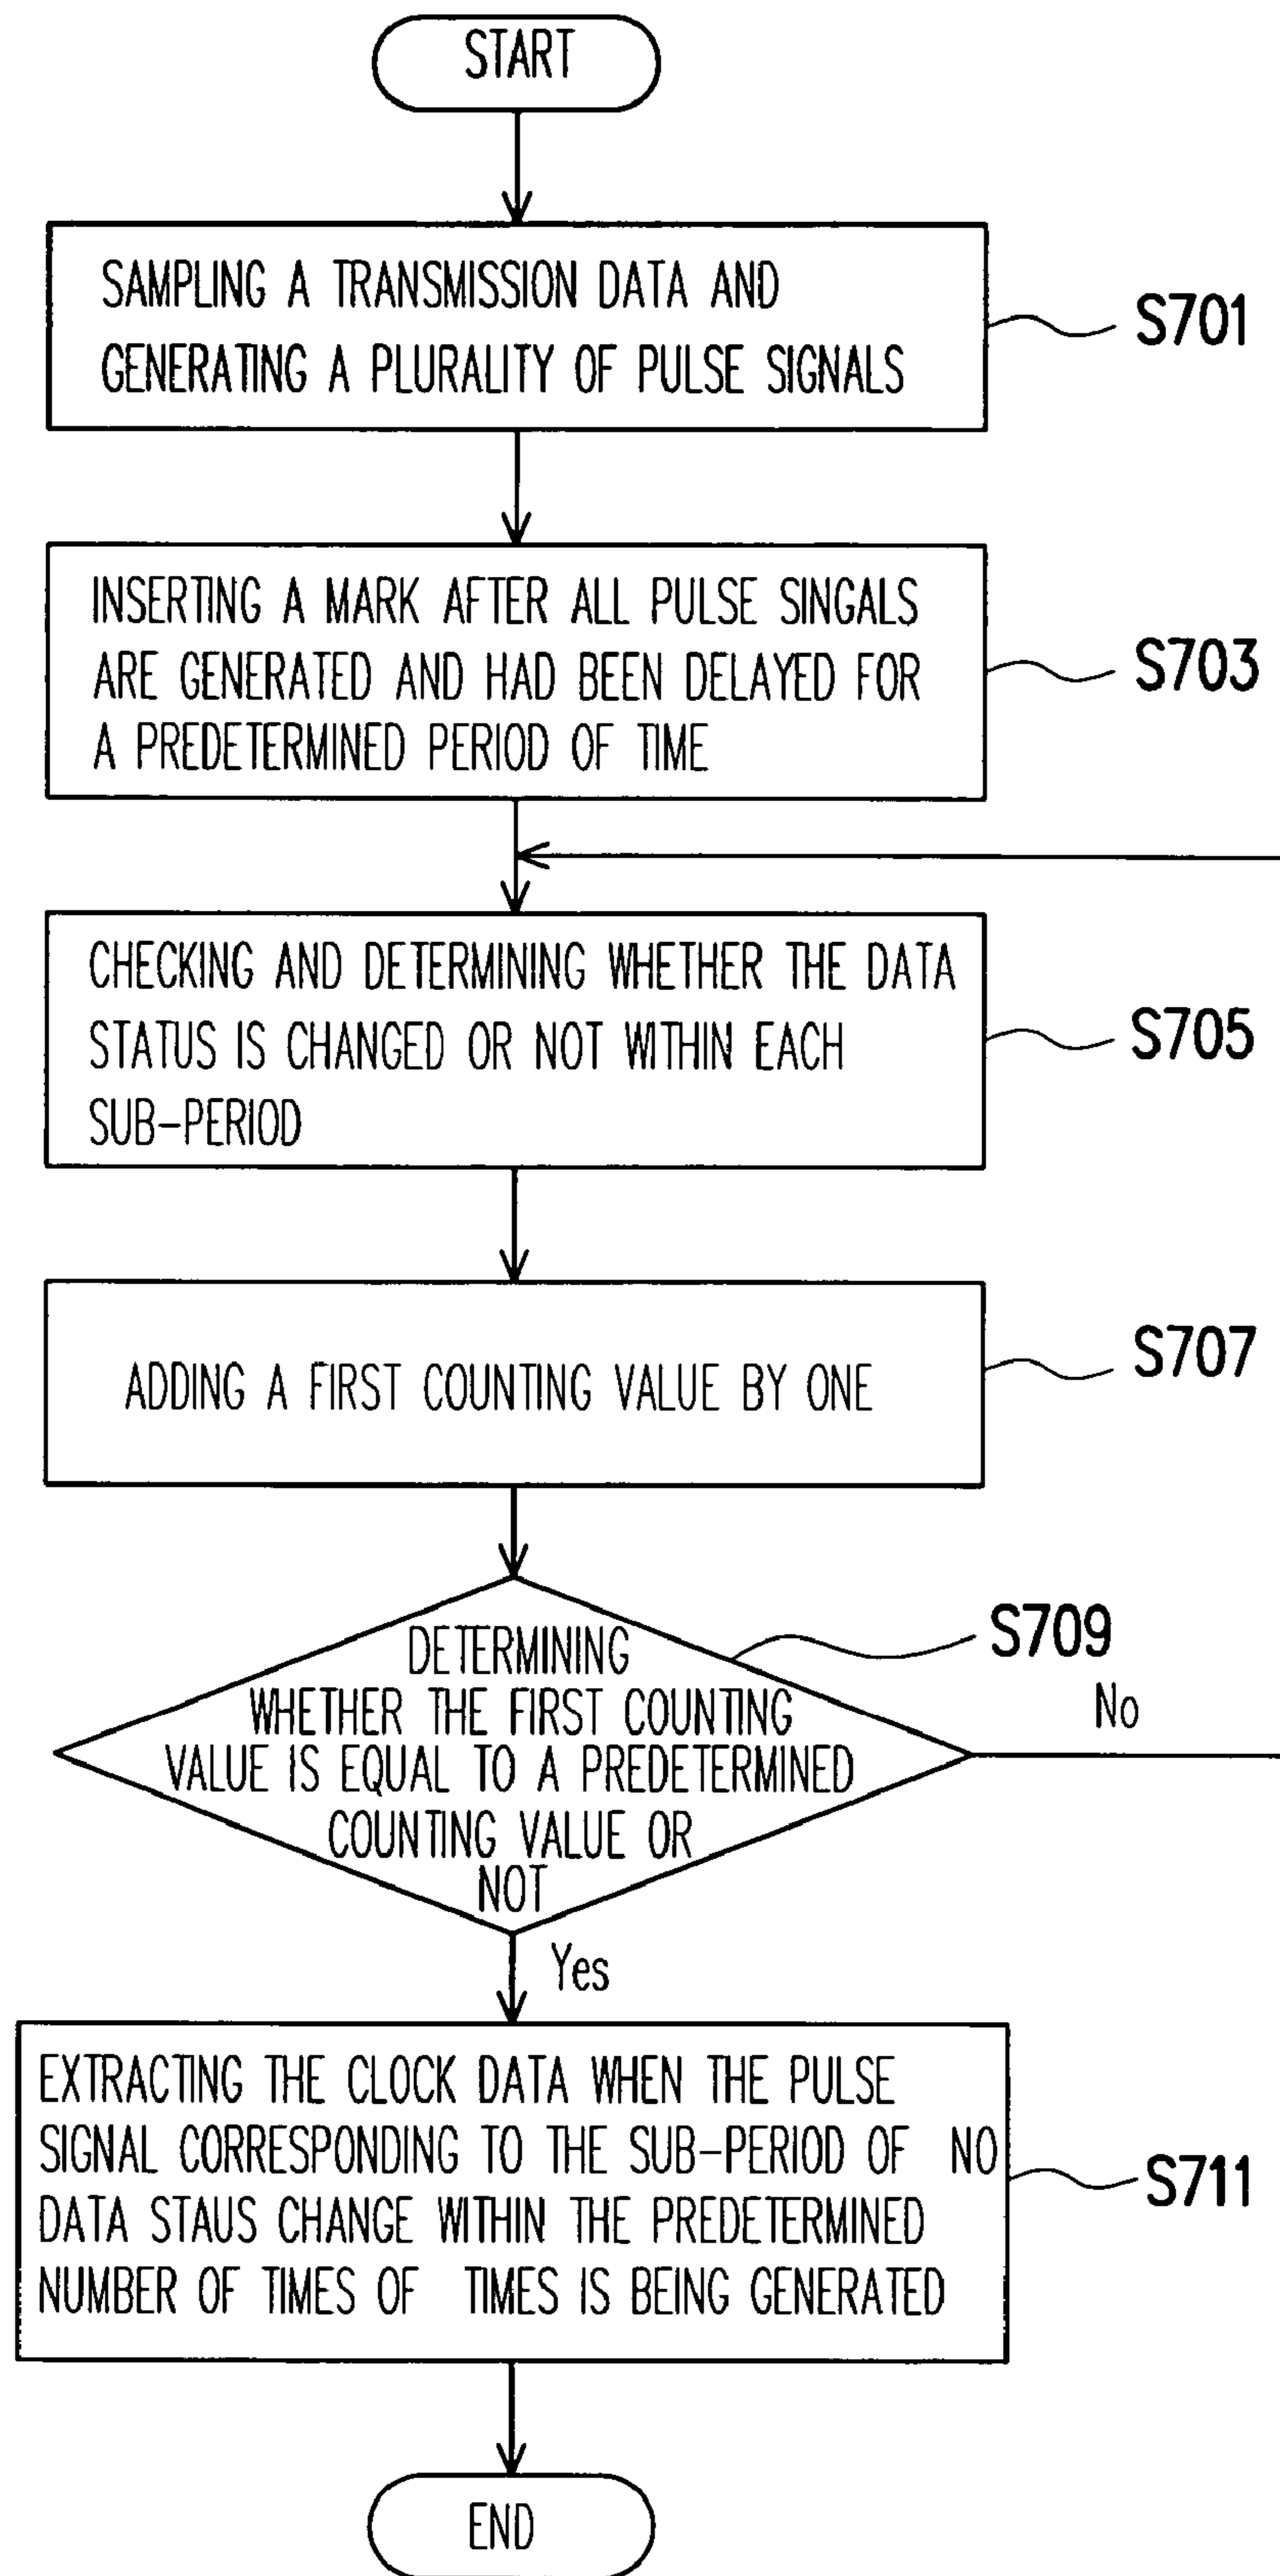 START
SAMPLING A TRANSMISSION DATA AND
GENERATING A PLURALITY OF PULSE SIGNALS
S701
INSERTING A MARK AFTER ALL PULSE SINGALS
ARE GENERATED AND HAD BEEN DELAYED FOR
A PREDETERMINED PERIOD OF TIME
S703
CHECKING AND DETERMINING WHETHER THE DATA
STATUS IS CHANGED OR NOT WITHIN EACH
SUB-PERIOD
S705
ADDING A FIRST COUNTING VALUE BY ONE
S707
DETERMINING
WHETHER THE FIRST COUNTING
VALUE IS EQUAL TO A PREDETERMINED
COUNTING VALUE OR
NOT
S709
No
Yes
EXTRACTING THE CLOCK DATA WHEN THE PULSE
SIGNAL CORRESPONDING TO THE SUB-PERIOD OF NO
DATA STAUS CHANGE WITHIN THE PREDETERMINED
NUMBER OF TIMES OF TIMES IS BEING GENERATED
S711
END